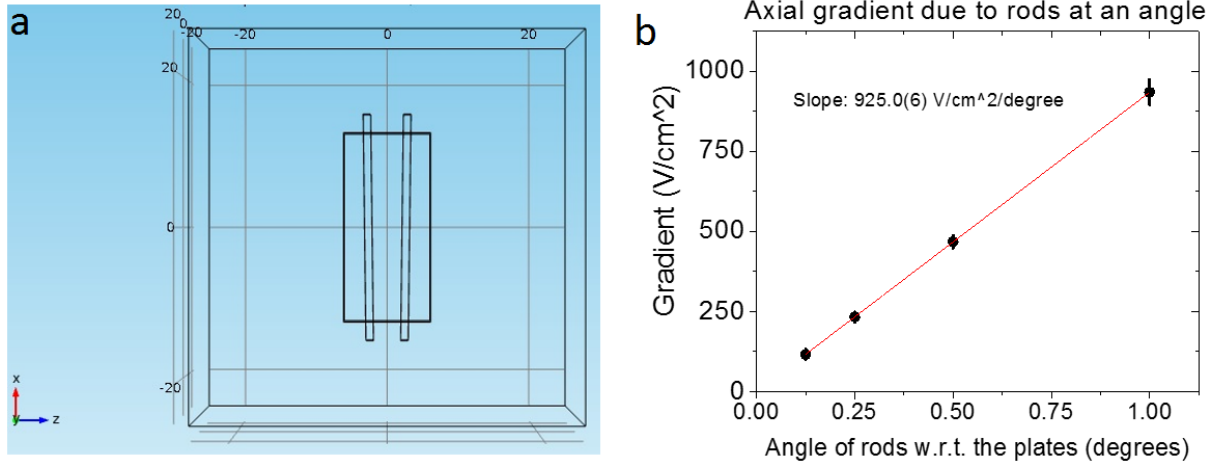 a
20
20
0
-20
0
20
20
0
-20
x
y
z
b
Axial gradient due to rods at an angle
Slope: 925.0(6) V/cm^2/degree
Gradient (V/cm^2)
1000
750
500
250
0
0.00
0.25
0.50
0.75
1.00
Angle of rods w.r.t. the plates (degrees)